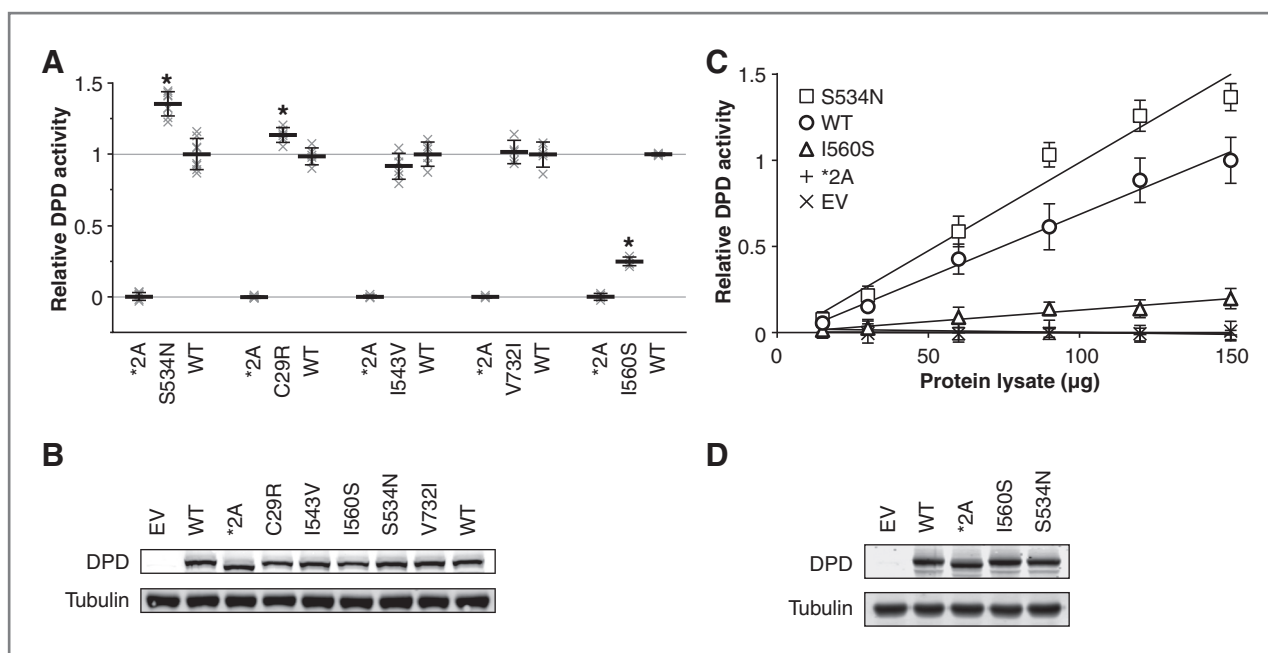 A
Relative DPD activity
1.5
*
*
1
0.5
*
0
*2A
S534N
WT
*2A
C29R
WT
*2A
I543V
WT
*2A
V732I
WT
*2A
I560S
WT
C
Relative DPD activity
1.5
1
0.5
0
S534N
WT
I560S
*2A
EV
0
50
100
150
Protein lysate (µg)
B
EV
WT
*2A
C29R
I543V
I560S
S534N
V732I
WT
DPD
Tubulin
D
EV
WT
*2A
I560S
S534N
DPD
Tubulin